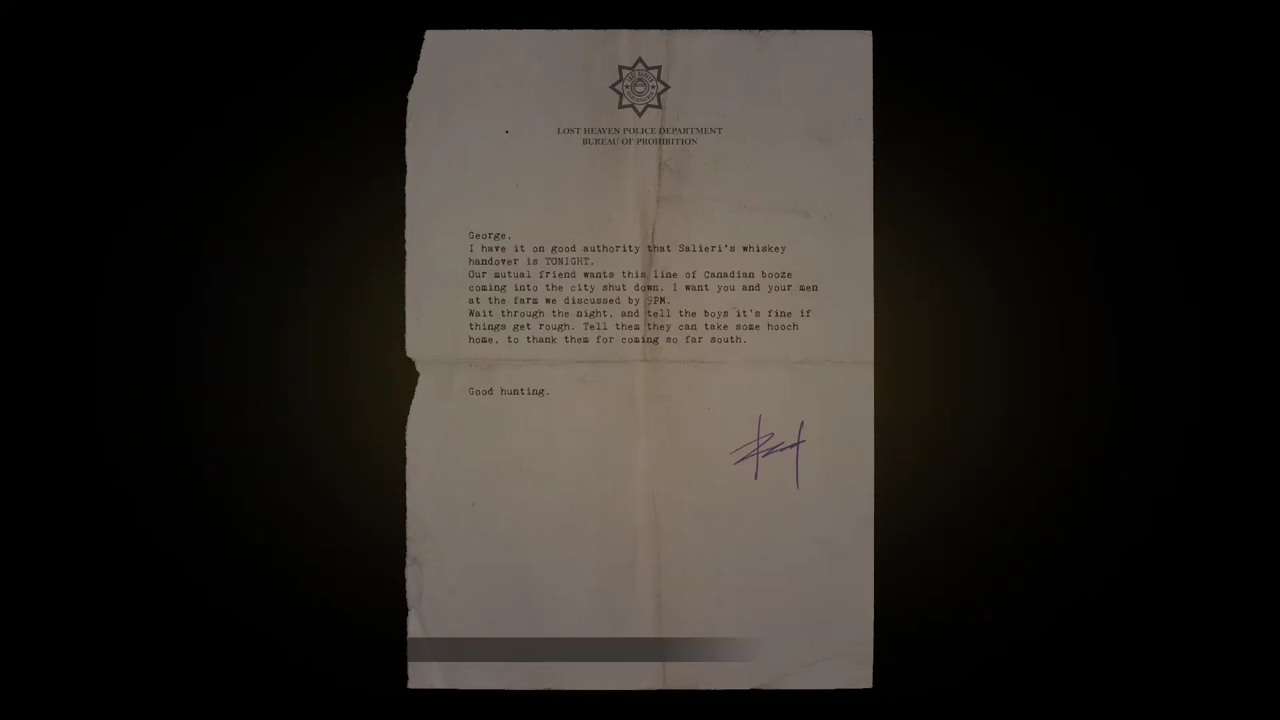 LOST HEAVEN POLICE DEPARTMENT
BUREAU OF PROHIBITION
George,
I have it on good authority that Salieri's whiskey
handover is TONIGHT.
Our mutual friend wants this line of Canadian booze
coming into the city shut down. I want you and your men
at the farm we discussed by 9PM.
Wait through the night, and tell the boys it's fine if
things get rough. Tell them they can take some hooch
home, to thank them for coming so far south.
Good hunting.